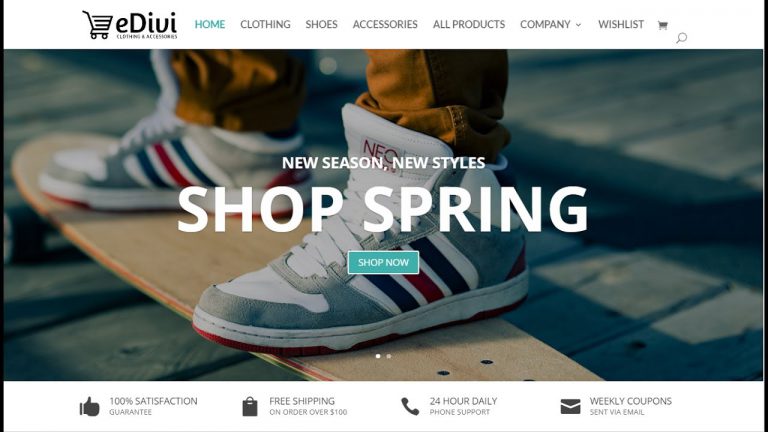 eDivi
CLOTHING & ACCESSORIES
HOME CLOTHING SHOES ACCESSORIES ALL PRODUCTS COMPANY WISHLIST
NEO
NEW SEASON, NEW STYLES
SHOP SPRING
SHOP NOW
100% SATISFACTION
GUARANTEE
FREE SHIPPING
ON ORDER OVER $100
24 HOUR DAILY
PHONE SUPPORT
WEEKLY COUPONS
SENT VIA EMAIL